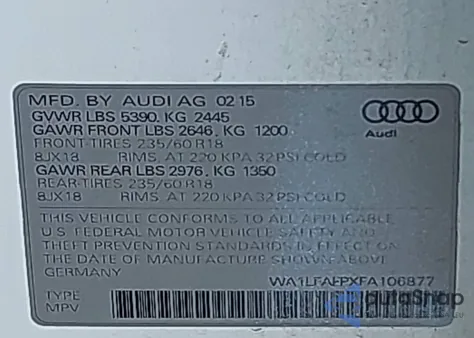 MFD. BY AUDI AG 02 15
GVWR LBS 5390, KG 2445
GAWR FRONT LBS 2646, KG 1200
FRONT-TIRES 235/60 R18
8JX18 RIMS, AT 220 KPA 32 PSI COLD
GAWR REAR LBS 2976, KG 1350
REAR-TIRES 235/60 R18
8JX18 RIMS, AT 220 KPA 32 PSI COLD
Audi
THIS VEHICLE CONFORMS TO ALL APPLICABLE
U.S. FEDERAL MOTOR VEHICLE SAFETY AND
THEFT PREVENTION STANDARDS IN EFFECT ON
THE DATE OF MANUFACTURE SHOWN ABOVE
GERMANY
WA1LFAFPXFA106877
TYPE
MPV
autoSnap